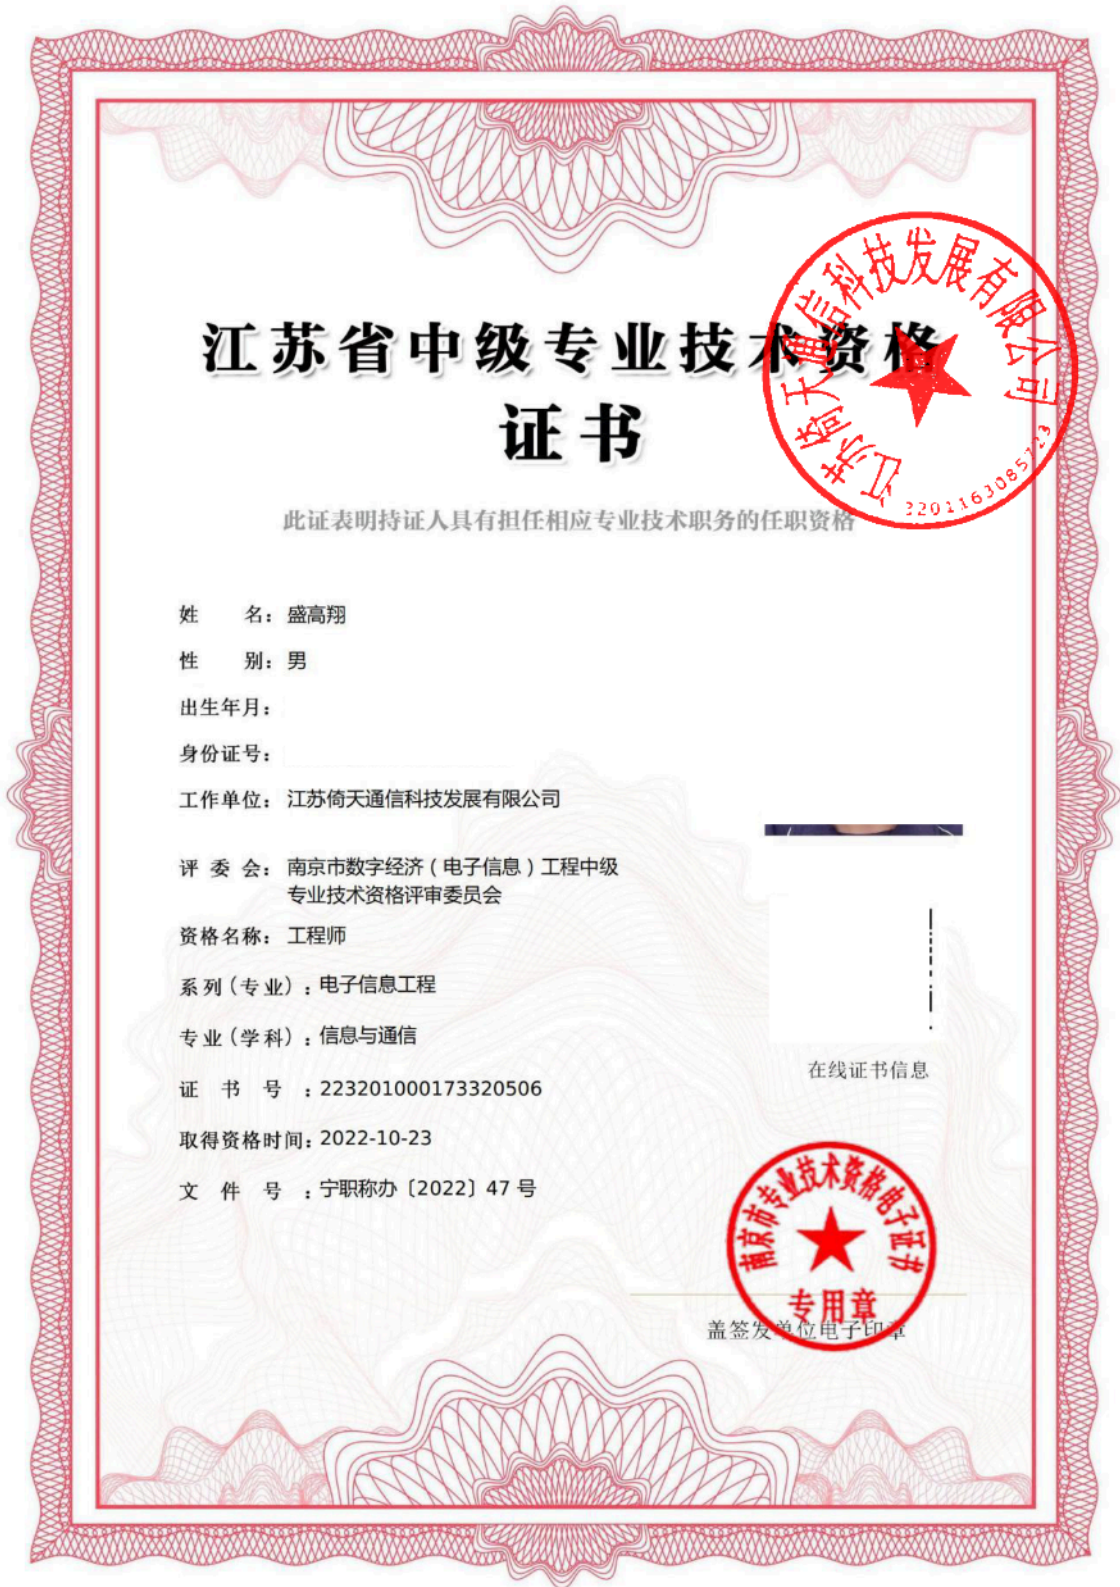 江苏省中级专业技术资格
证书
此证表明持证人具有担任相应专业技术职务的任职资格
江苏倚天通信科技发展有限公司
姓名：盛高翔
性别：男
出生年月：
身份证号：
工作单位：江苏倚天通信科技发展有限公司
评委会：南京市数字经济（电子信息）工程中级
专业技术资格评审委员会
资格名称：工程师
系列（专业）：电子信息工程
专业（学科）：信息与通信
在线证书信息
证书号：223201000173320506
取得资格时间：2022-10-23
文件号：宁职称办〔2022〕47 号
南京市专业技术资格电子证书
专用章
盖签发单位电子印章